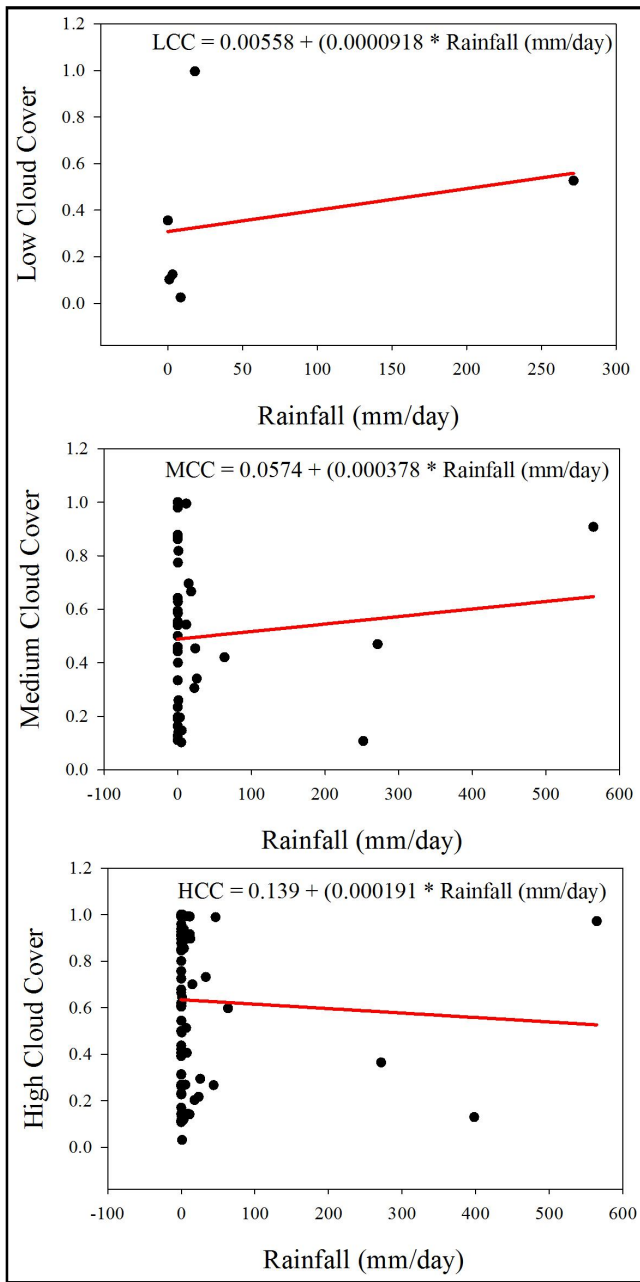 LCC = 0.00558 + (0.0000918 * Rainfall (mm/day)
1.2
1.0
0.8
0.6
0.4
0.2
0.0
Low Cloud Cover
0 50 100 150 200 250 300
Rainfall (mm/day)
MCC = 0.0574 + (0.000378 * Rainfall (mm/day)
1.2
1.0
0.8
0.6
0.4
0.2
0.0
Medium Cloud Cover
-100 0 100 200 300 400 500 600
Rainfall (mm/day)
HCC = 0.139 + (0.000191 * Rainfall (mm/day)
1.2
1.0
0.8
0.6
0.4
0.2
0.0
High Cloud Cover
-100 0 100 200 300 400 500 600
Rainfall (mm/day)